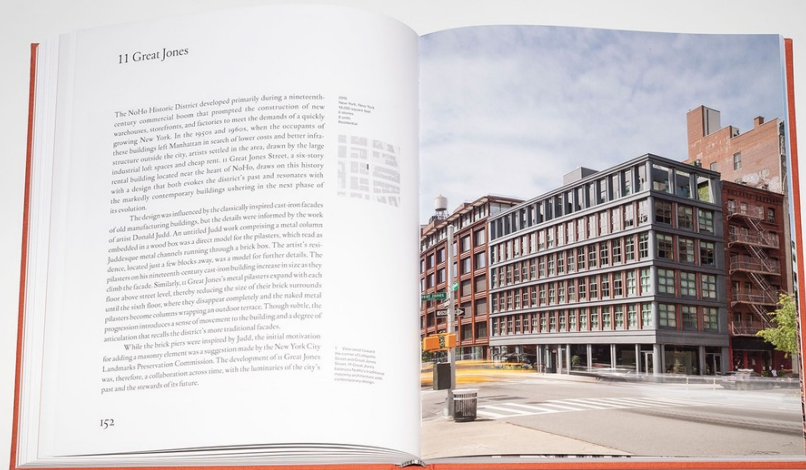 11 Great Jones
The NoHo Historic District developed primarily during a nineteenth-
century commercial boom that prompted the construction of new
warehouses, storefronts, and factories to meet the demands of a quickly
growing New York. In the 1950s and 1960s, when the occupants of
these buildings left Manhattan in search of lower costs and better infra-
structure outside the city, artists settled in the area, drawn by the large
industrial loft spaces and cheap rent. 11 Great Jones Street, a six-story
rental building located near the heart of NoHo, draws on this history
with a design that both evokes the district's past and resonates with
the markedly contemporary buildings ushering in the next phase of
its evolution.
The design was influenced by the classically inspired cast-iron facades
of old manufacturing buildings, but the details were informed by the work
of artist Donald Judd. An untitled Judd work comprising a metal column
embedded in a wood box was a direct model for the pilasters, which read as
Juddesque metal channels running through a brick box. The artist's resi-
dence, located just a few blocks away, was a model for further details. The
pilasters on his nineteenth-century cast-iron building increase in size as they
climb the facade. Similarly, 11 Great Jones's metal pilasters expand with each
floor above street level, thereby reducing the size of their brick surrounds
until the sixth floor, where they disappear completely and the naked metal
pilasters become columns wrapping an outdoor terrace. Though subtle, the
progression introduces a sense of movement to the building and a degree of
articulation that recalls the district's more traditional facades.
While the brick piers were inspired by Judd, the initial motivation
for adding a masonry element was a suggestion made by the New York City
Landmarks Preservation Commission. The development of 11 Great Jones
was, therefore, a collaboration across time, with the luminaries of the city's
past and the stewards of its future.
152
New York, New York